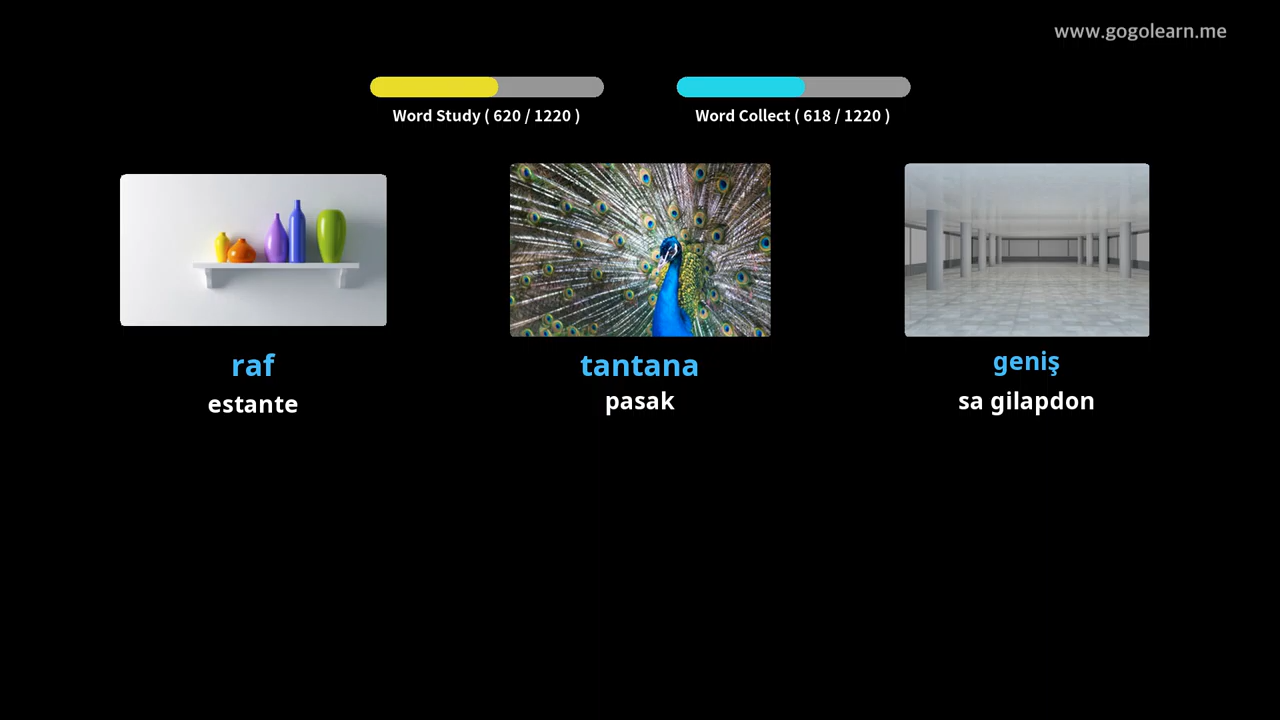 www.gogolearn.me
Word Study ( 620 / 1220 )
Word Collect ( 618 / 1220 )
raf
estante
tantana
pasak
geniş
sa gilapdon